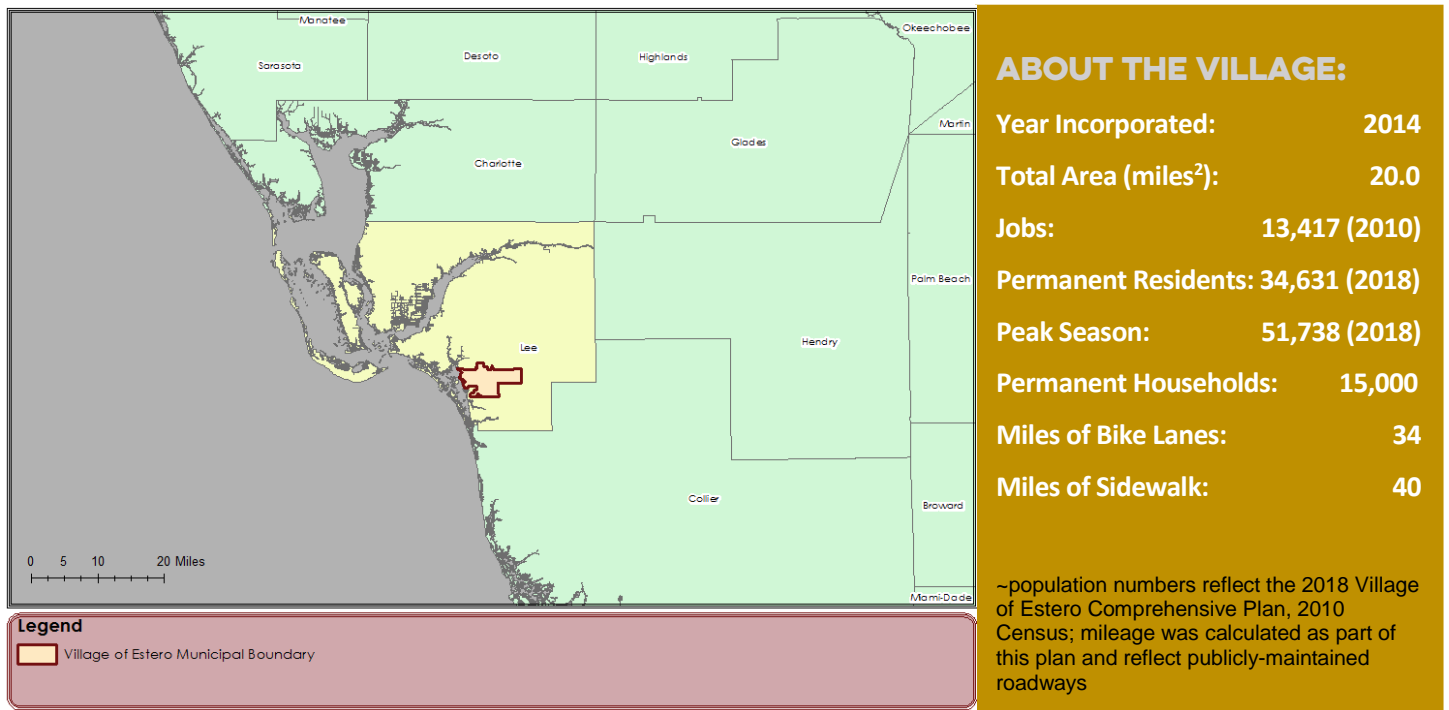 Manatee
Okeechobee
Desoto
Highlands
Sarasota
Martin
Glades
Charlotte
Palm Beach
Lee
Hendry
Collier
Broward
0 5 10 20 Miles
Miami-Dade
Legend
Village of Estero Municipal Boundary
ABOUT THE VILLAGE:
Year Incorporated: 2014
Total Area (miles²): 20.0
Jobs: 13,417 (2010)
Permanent Residents: 34,631 (2018)
Peak Season: 51,738 (2018)
Permanent Households: 15,000
Miles of Bike Lanes: 34
Miles of Sidewalk: 40
~population numbers reflect the 2018 Village
of Estero Comprehensive Plan, 2010
Census; mileage was calculated as part of
this plan and reflect publicly-maintained
roadways